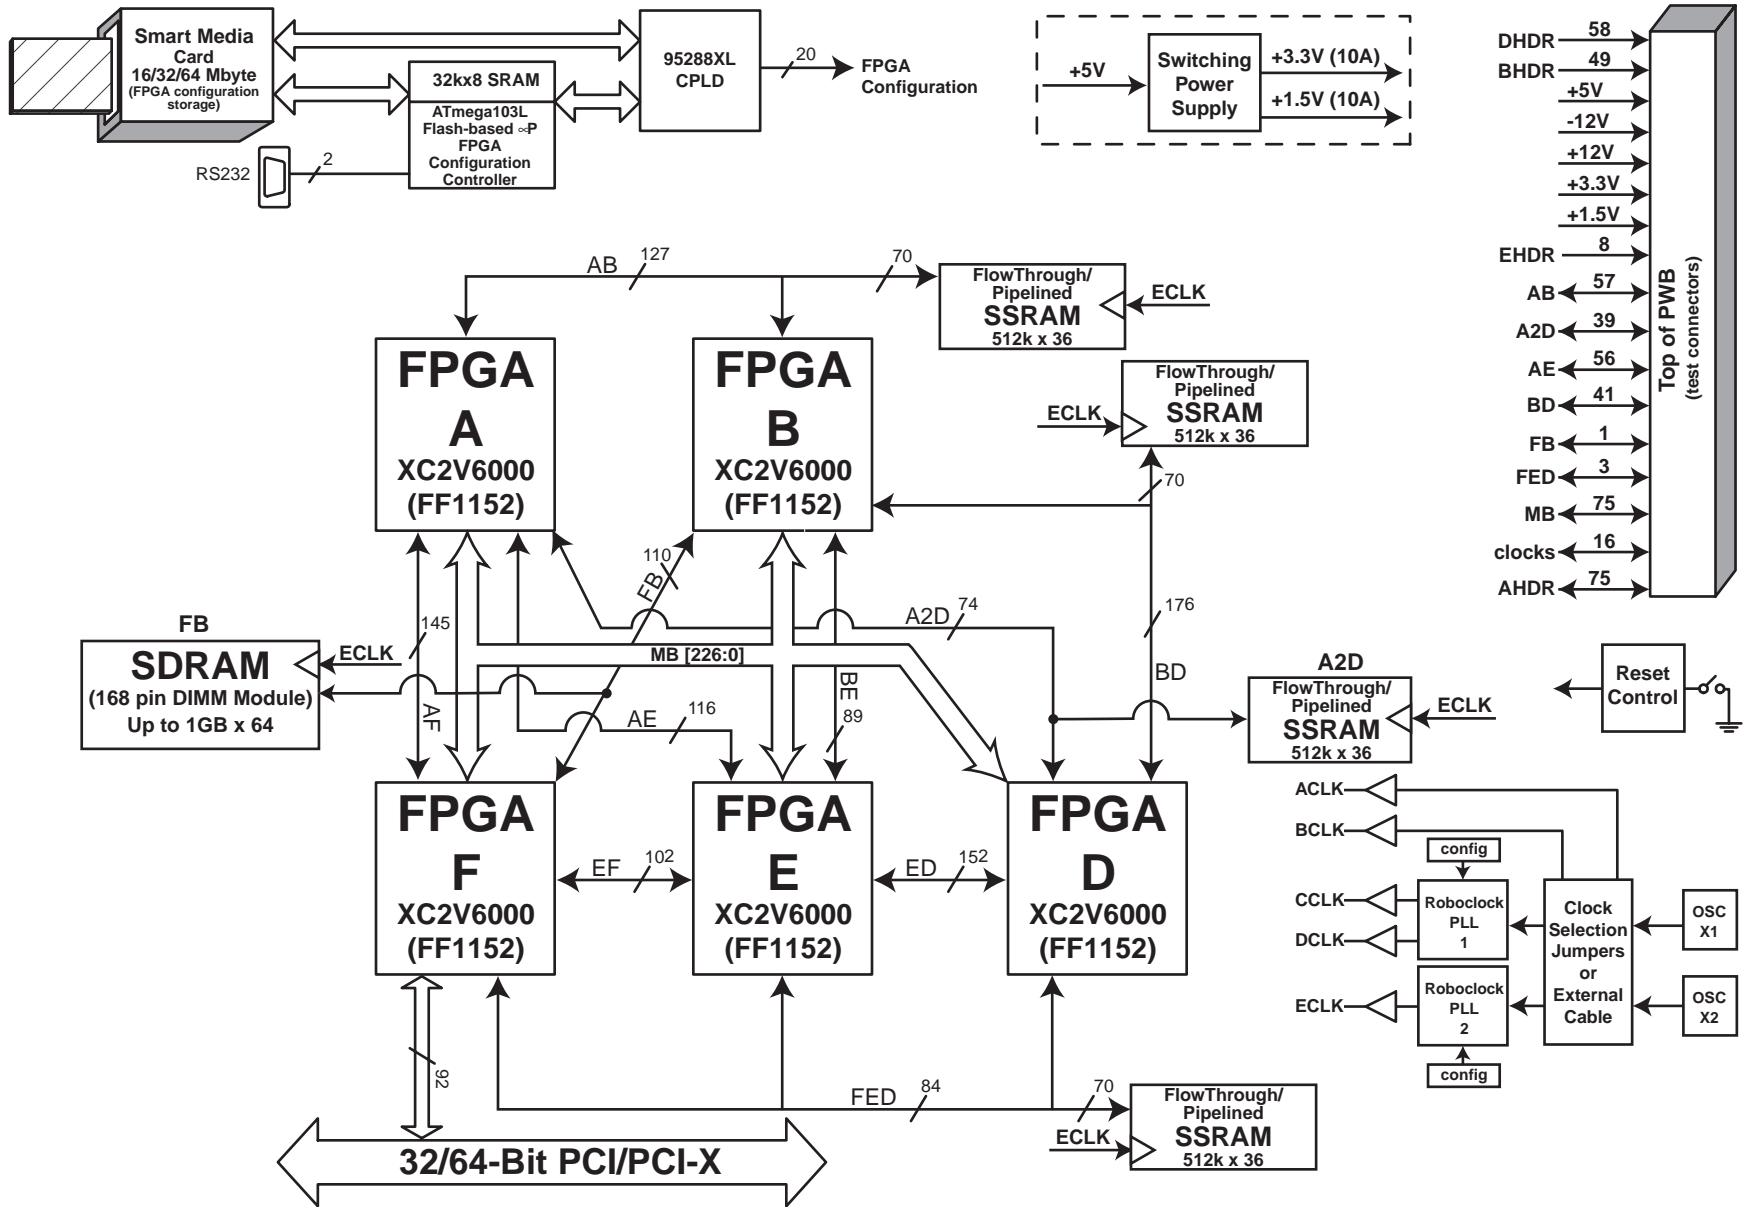 Smart Media
Card
16/32/64 Mbyte
(FPGA configuration
storage)
32kx8 SRAM
ATmega103L
Flash-based ∝P
FPGA
Configuration
Controller
RS232
2
95288XL
CPLD
20
FPGA
Configuration
+5V
Switching
Power
Supply
+3.3V (10A)
+1.5V (10A)
DHDR
58
BHDR
49
+5V
-12V
+12V
+3.3V
+1.5V
EHDR
8
AB
57
A2D
39
AE
56
BD
41
FB
1
FED
3
MB
75
clocks
16
AHDR
75
Top of PWB
(test connectors)
AB
127
70
FlowThrough/
Pipelined
SSRAM
512k x 36
ECLK
FlowThrough/
Pipelined
SSRAM
512k x 36
ECLK
70
FPGA
A
XC2V6000
(FF1152)
FPGA
B
XC2V6000
(FF1152)
110
FB
A2D
74
176
BD
145
AF
MB [226:0]
AE
116
BE
89
FB
SDRAM
(168 pin DIMM Module)
Up to 1GB x 64
ECLK
A2D
FlowThrough/
Pipelined
SSRAM
512k x 36
ECLK
Reset
Control
FPGA
F
XC2V6000
(FF1152)
EF
102
FPGA
E
XC2V6000
(FF1152)
ED
152
FPGA
D
XC2V6000
(FF1152)
ACLK
BCLK
config
CCLK
DCLK
Roboclock
PLL
1
ECLK
Roboclock
PLL
2
config
Clock
Selection
Jumpers
or
External
Cable
OSC
X1
OSC
X2
92
FED
84
70
FlowThrough/
Pipelined
SSRAM
512k x 36
ECLK
32/64-Bit PCI/PCI-X